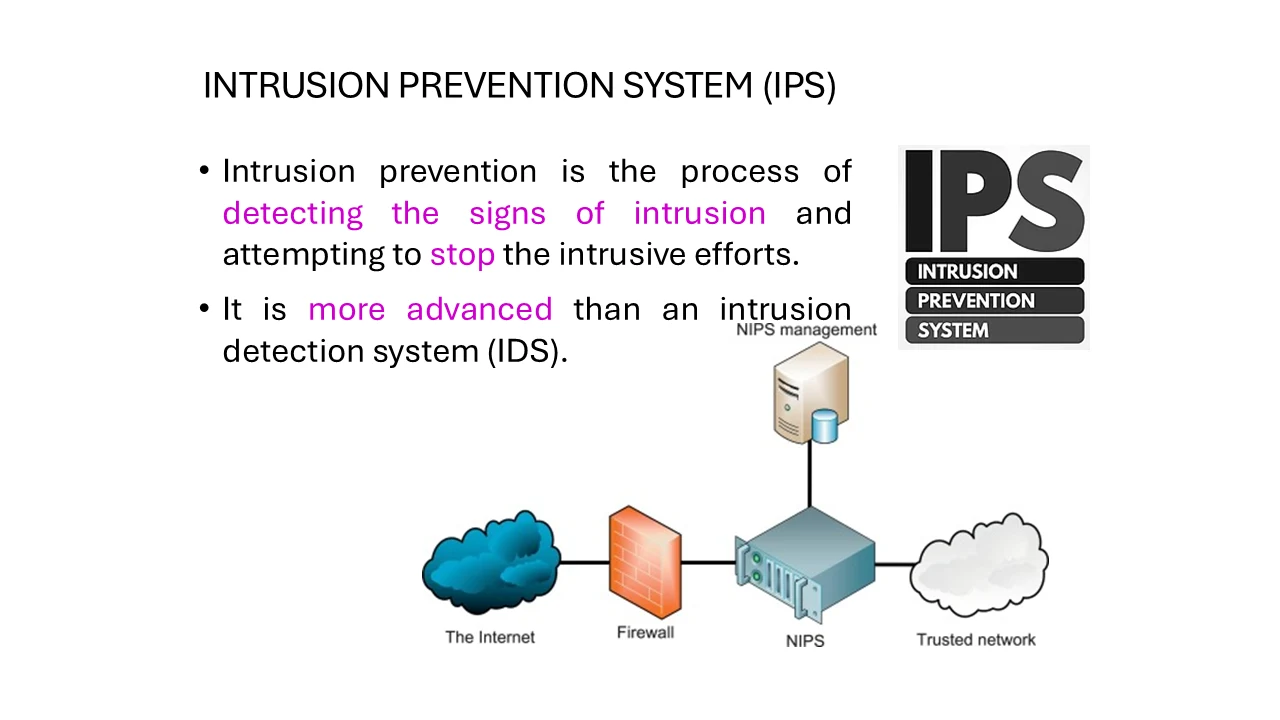 INTRUSION PREVENTION SYSTEM (IPS)
• Intrusion prevention is the process of
detecting the signs of intrusion and
attempting to stop the intrusive efforts.
• It is more advanced than an intrusion
detection system (IDS).
IPS
INTRUSION
PREVENTION
SYSTEM
NIPS management
The Internet
Firewall
NIPS
Trusted network